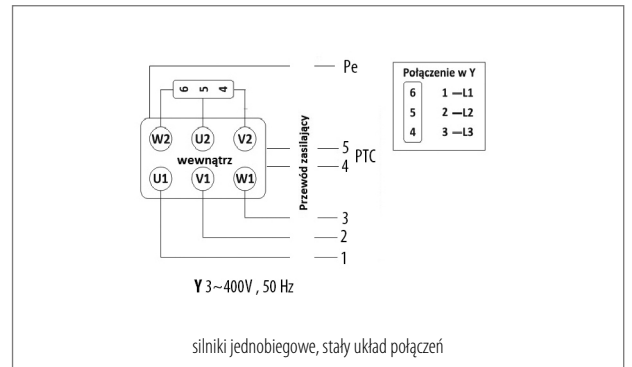 Pe
Połączenie w Y
6 5 4
6 1 —L1
5 2 —L2
4 3 —L3
W2 U2 V2
wewnątrz
U1 V1 W1
Przewód zasilający
5
4
PTC
3
2
1
Y 3~400V , 50 Hz
silniki jednobiegowe, stały układ połączeń